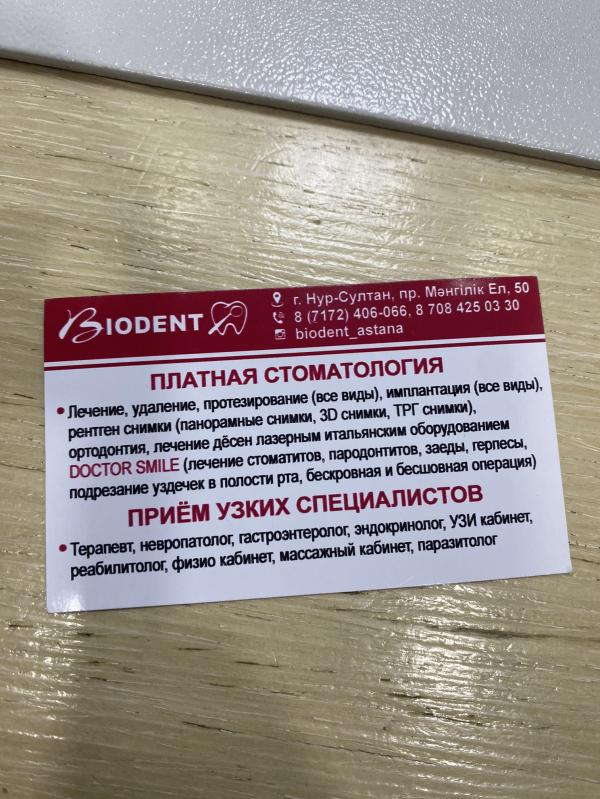 BIODENT
г. Нур-Султан, пр. Мәнгілік Ел, 50
8 (7172) 406-066, 8 708 425 03 30
biodent_astana
ПЛАТНАЯ СТОМАТОЛОГИЯ
• Лечение, удаление, протезирование (все виды), имплантация (все виды),
рентген снимки (панорамные снимки, 3D снимки, ТРГ снимки),
ортодонтия, лечение дёсен лазерным итальянским оборудованием
DOCTOR SMILE (лечение стоматитов, пародонтитов, заеды, герпесы,
подрезание уздечек в полости рта, бескровная и бесшовная операция)
ПРИЁМ УЗКИХ СПЕЦИАЛИСТОВ
• Терапевт, невропатолог, гастроэнтеролог, эндокринолог, УЗИ кабинет,
реабилитолог, физио кабинет, массажный кабинет, паразитолог